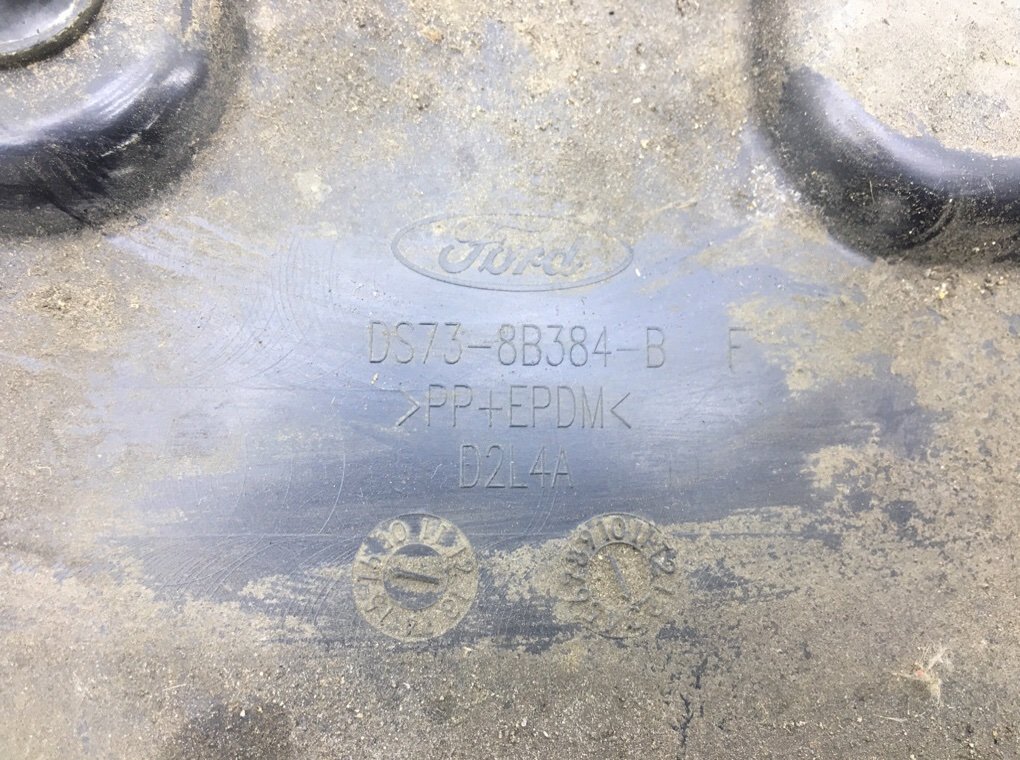 Ford
DS73-8B384-B F
>PP+EPDM<
D2L4A